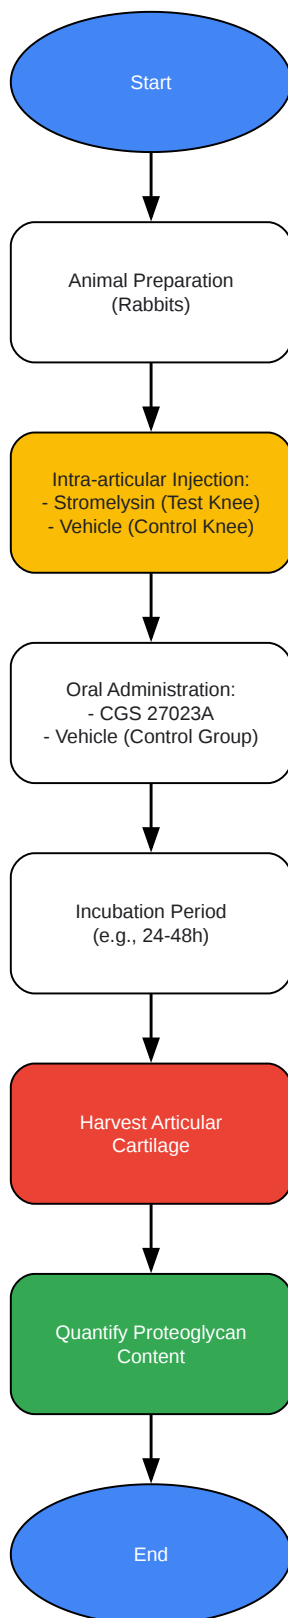 Start
Animal Preparation
(Rabbits)
Intra-articular Injection:
- Stromelysin (Test Knee)
- Vehicle (Control Knee)
Oral Administration:
- CGS 27023A
- Vehicle (Control Group)
Incubation Period
(e.g., 24-48h)
Harvest Articular
Cartilage
Quantify Proteoglycan
Content
End